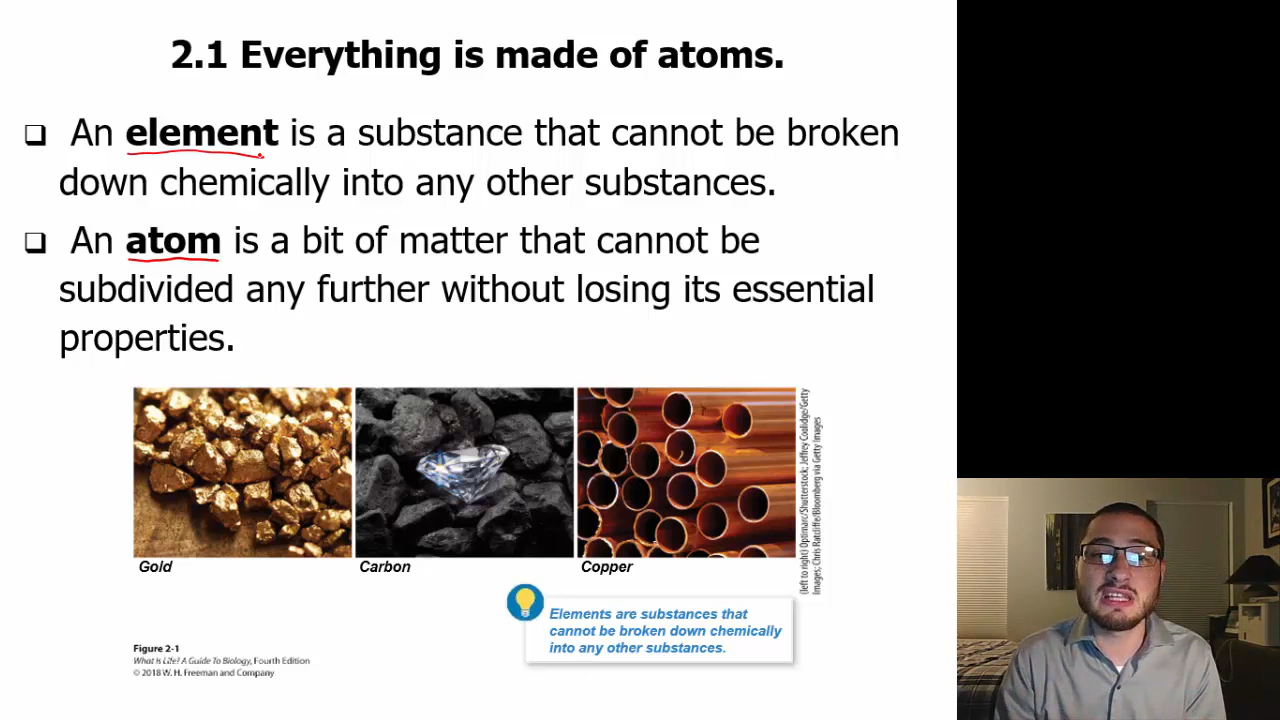 2.1 Everything is made of atoms.
❑ An element is a substance that cannot be broken
down chemically into any other substances.
❑ An atom is a bit of matter that cannot be
subdivided any further without losing its essential
properties.
(left to right) Optimarc/Shutterstock; Jeffrey Coolidge/Getty
Images; Chris Ratcliffe/Bloomberg via Getty Images
Gold
Carbon
Copper
Elements are substances that
cannot be broken down chemically
into any other substances.
Figure 2-1
What Is Life? A Guide To Biology, Fourth Edition
© 2018 W. H. Freeman and Company